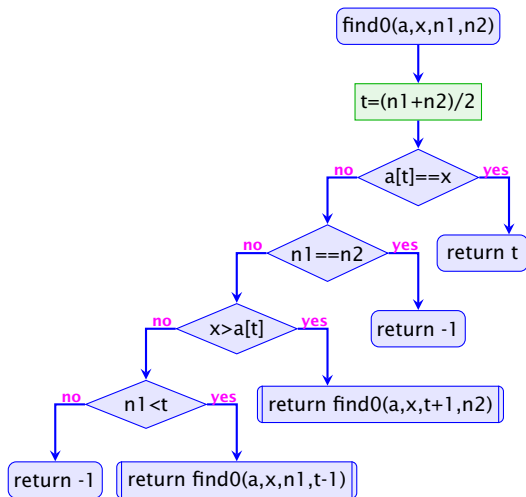 find0(a,x,n1,n2)
t=(n1+n2)/2
a[t]==x
no
yes
return t
n1==n2
no
yes
return -1
x>a[t]
no
yes
return find0(a,x,t+1,n2)
n1<t
no
yes
return -1
return find0(a,x,n1,t-1)